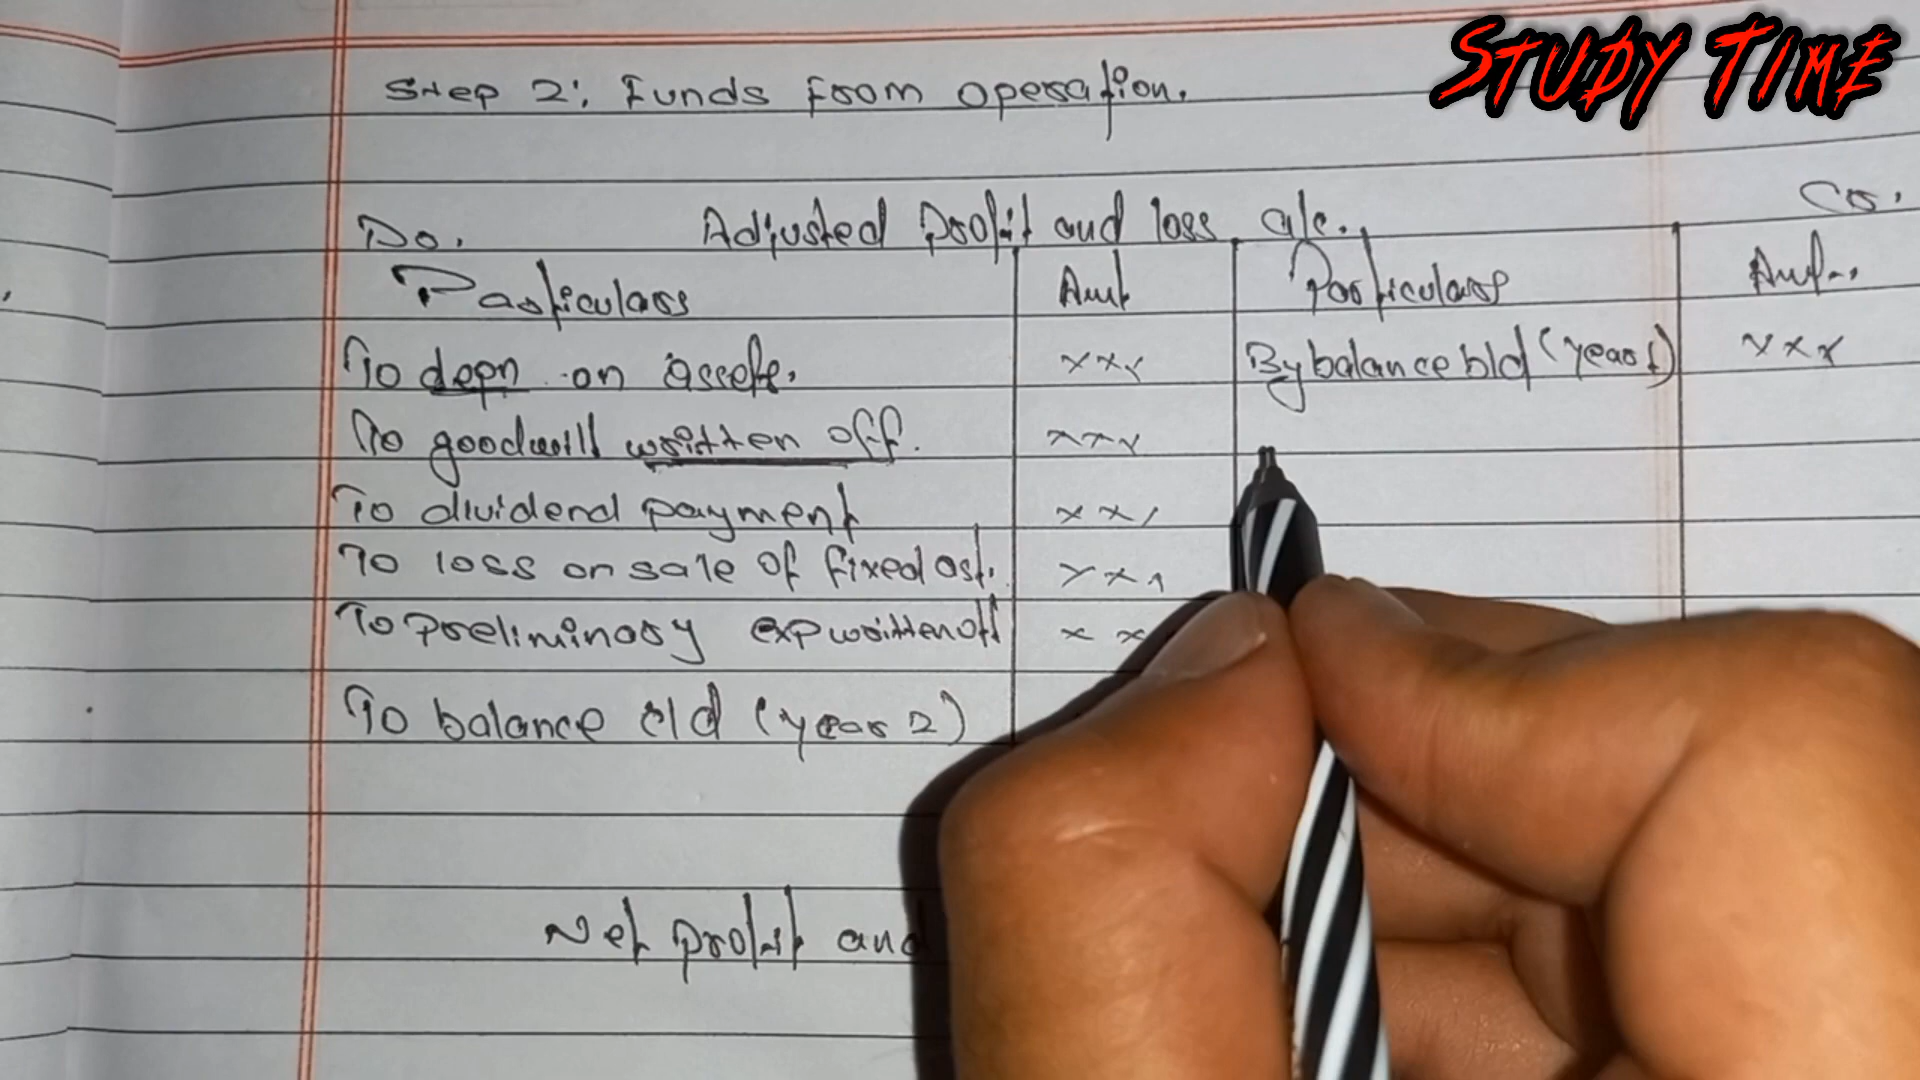 STUDY TIME
Step 2: Funds from operation.
Cr.
Dr. Adjusted profit and loss a/c.
Particulars Amt Particulars Amt.
To depn on assets. xxx By balance b/d (year 1) xxx
To goodwill written off. xxx
To dividend payment xxx
To loss on sale of fixed ast. xxx
To preliminary exp written off x x
To balance c/d (year 2)
Net profit and